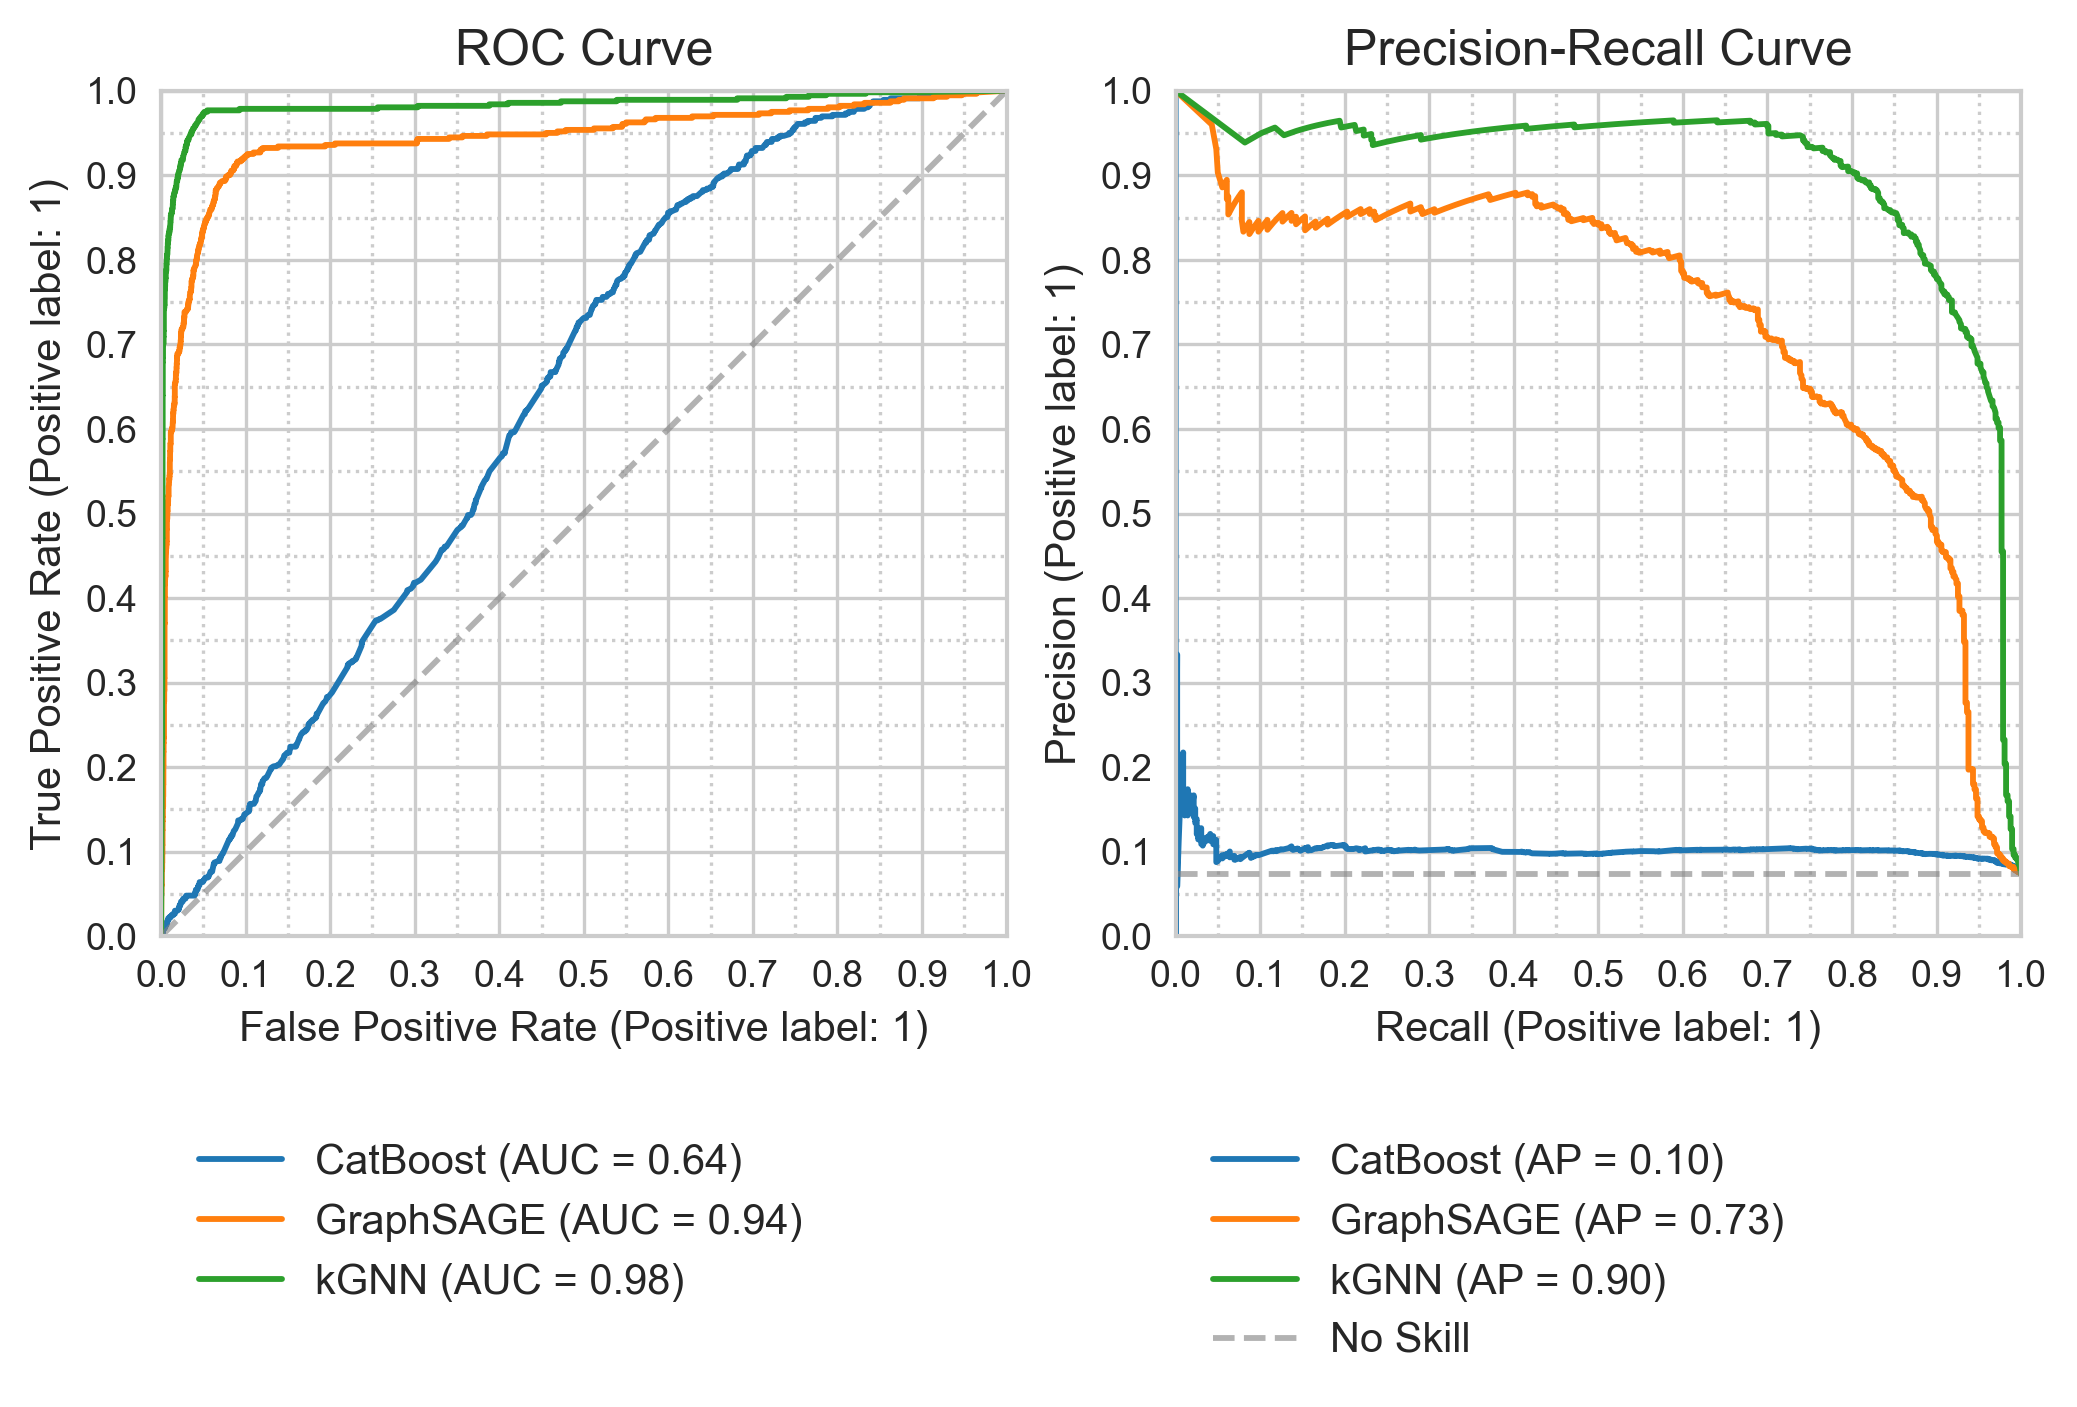 ROC Curve
True Positive Rate (Positive label: 1)
1.0
0.9
0.8
0.7
0.6
0.5
0.4
0.3
0.2
0.1
0.0
0.0 0.1 0.2 0.3 0.4 0.5 0.6 0.7 0.8 0.9 1.0
False Positive Rate (Positive label: 1)
CatBoost (AUC = 0.64)
GraphSAGE (AUC = 0.94)
kGNN (AUC = 0.98)
Precision-Recall Curve
Precision (Positive label: 1)
1.0
0.9
0.8
0.7
0.6
0.5
0.4
0.3
0.2
0.1
0.0
0.0 0.1 0.2 0.3 0.4 0.5 0.6 0.7 0.8 0.9 1.0
Recall (Positive label: 1)
CatBoost (AP = 0.10)
GraphSAGE (AP = 0.73)
kGNN (AP = 0.90)
No Skill